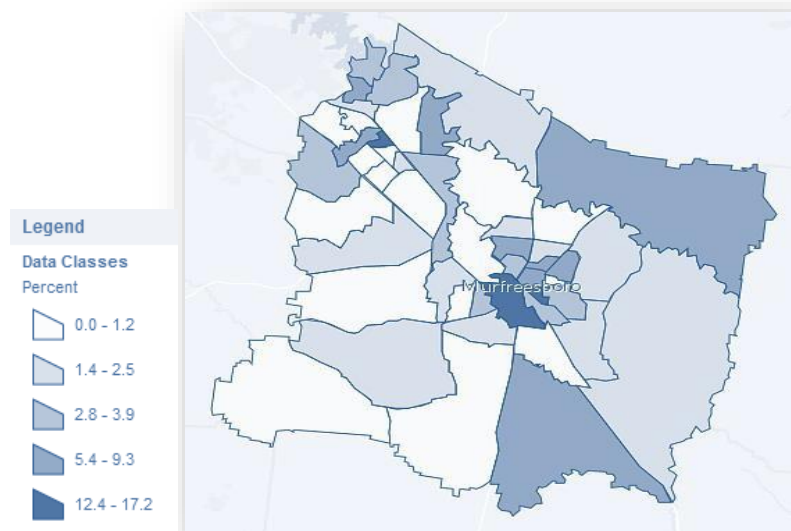 Legend
Data Classes
Percent
0.0 - 1.2
1.4 - 2.5
2.8 - 3.9
5.4 - 9.3
12.4 - 17.2
Murfreesboro